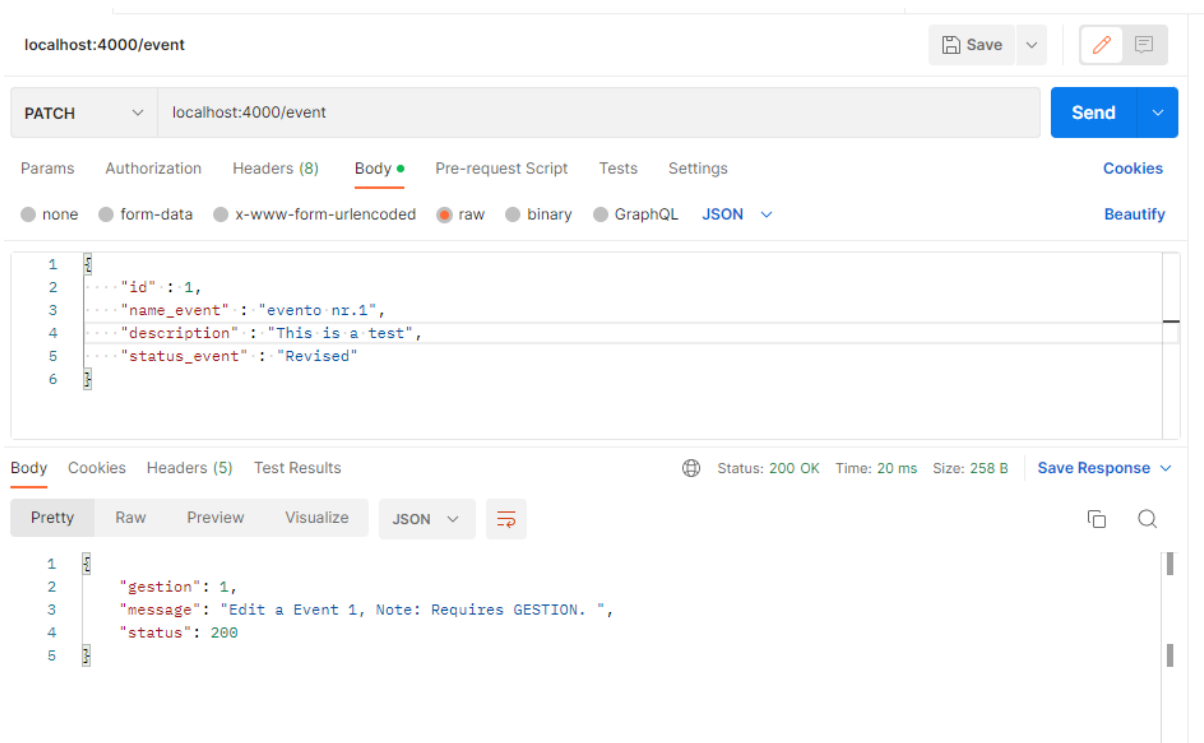 localhost:4000/event Save
PATCH localhost:4000/event Send
Params Authorization Headers (8) Body Pre-request Script Tests Settings Cookies
none form-data x-www-form-urlencoded raw binary GraphQL JSON Beautify
1 {
2 "id" : 1,
3 "name_event" : "evento nr.1",
4 "description" : "This is a test",
5 "status_event" : "Revised"
6 }
Body Cookies Headers (5) Test Results Status: 200 OK Time: 20 ms Size: 258 B Save Response
Pretty Raw Preview Visualize JSON
1 {
2 "gestion": 1,
3 "message": "Edit a Event 1, Note: Requires GESTION. ",
4 "status": 200
5 }